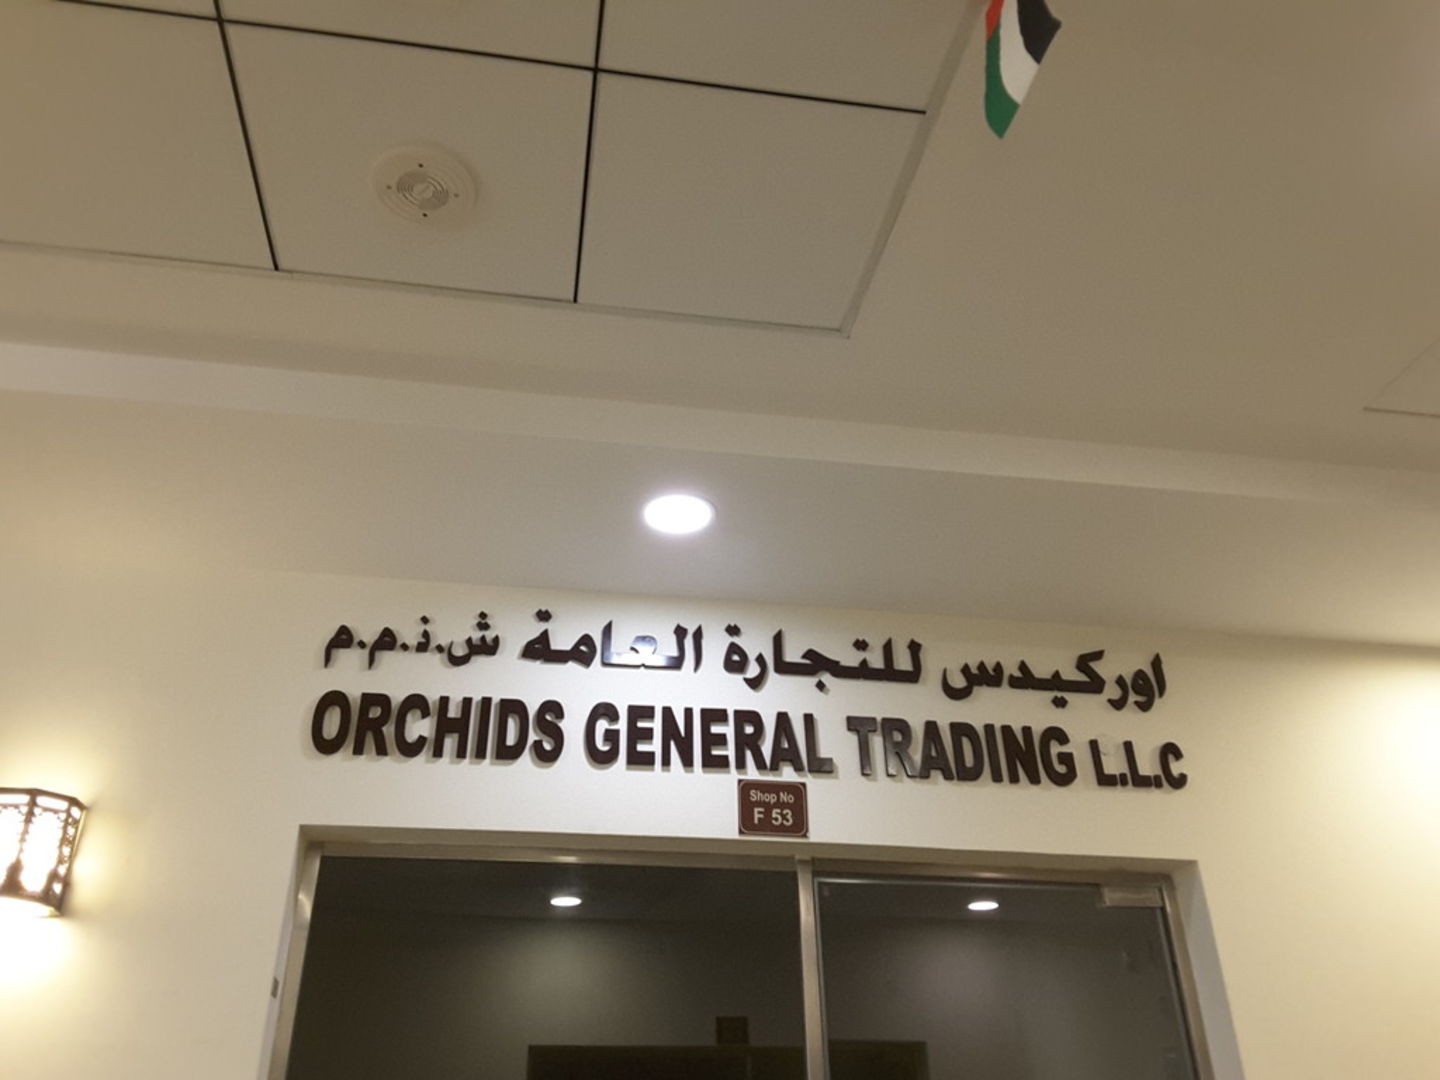 اوركيدس للتجارة العامة ش.ذ.م.م
ORCHIDS GENERAL TRADING L.L.C
Shop No
F 53